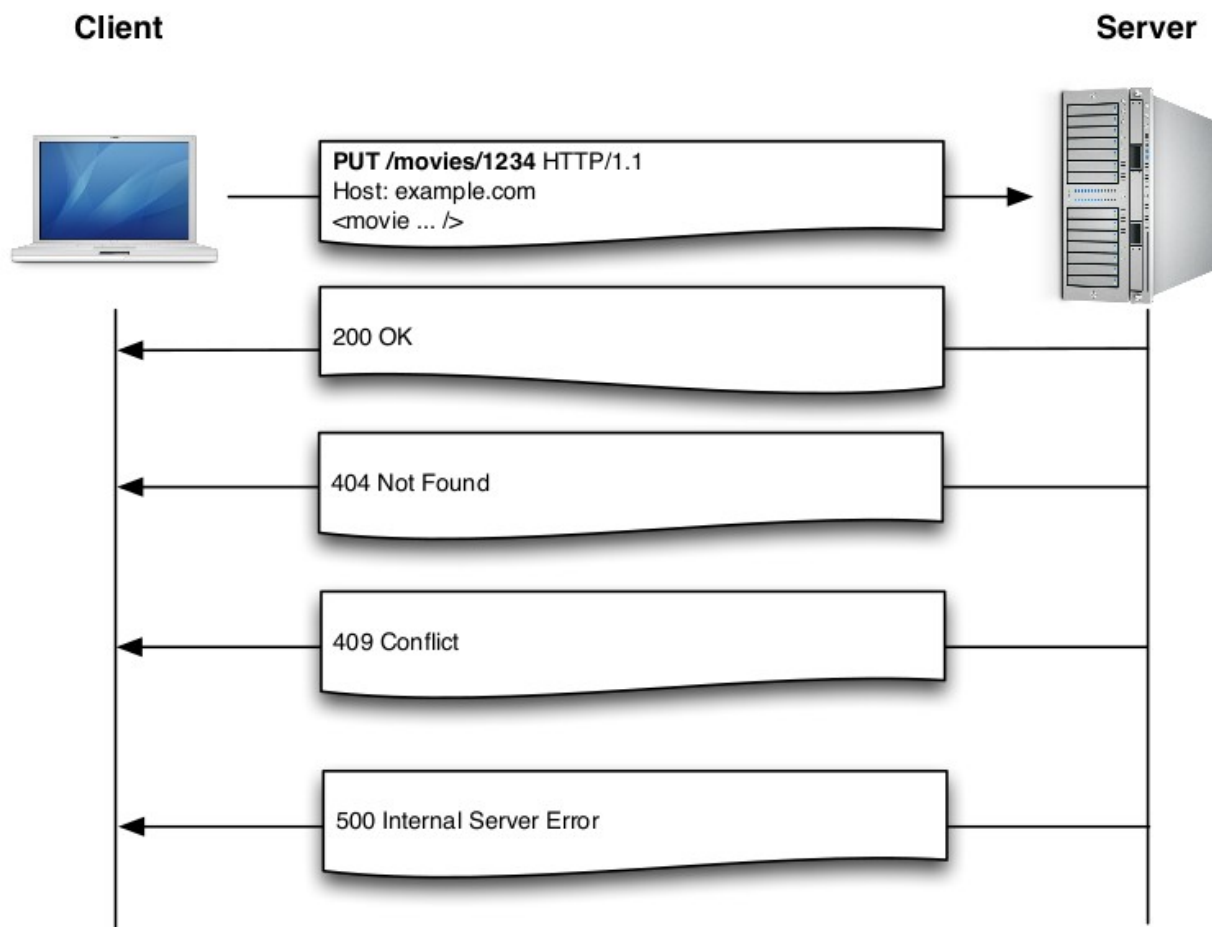 Client
Server
PUT /movies/1234 HTTP/1.1
Host: example.com
<movie ... />
200 OK
404 Not Found
409 Conflict
500 Internal Server Error